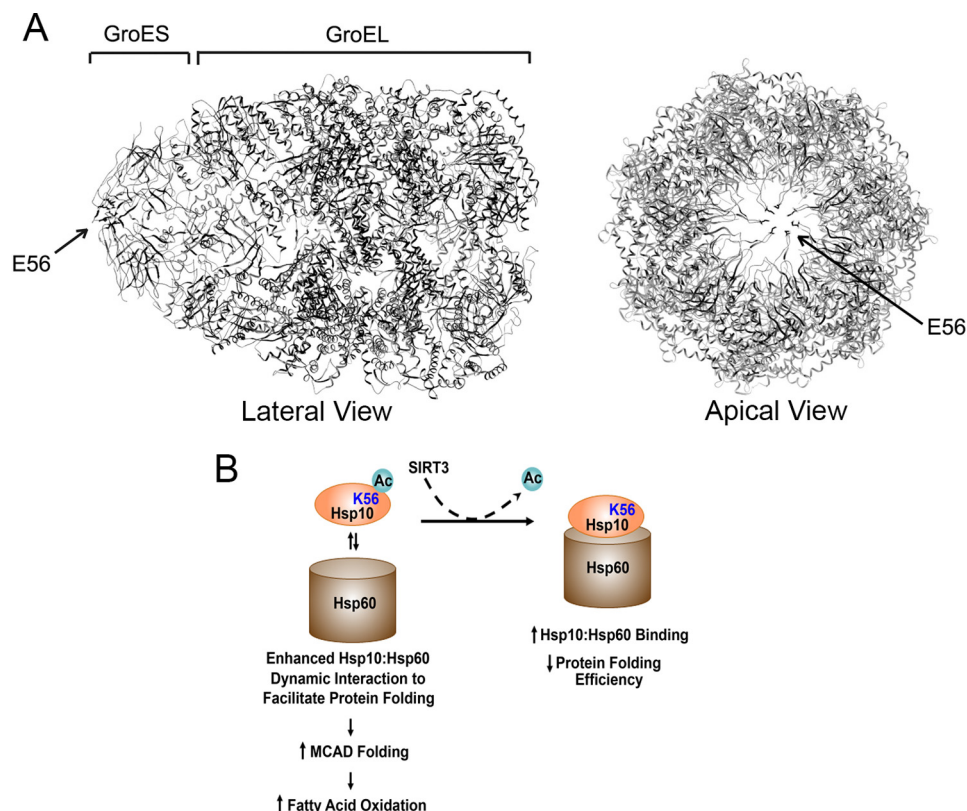 A
GroES
GroEL
E56
E56
Lateral View
Apical View
B
Ac
K56
Hsp10
Hsp60
SIRT3
Ac
K56
Hsp10
Hsp60
Enhanced Hsp10:Hsp60
Dynamic Interaction to
Facilitate Protein Folding
↓
↑ MCAD Folding
↓
↑ Fatty Acid Oxidation
↑ Hsp10:Hsp60 Binding
↓ Protein Folding
Efficiency